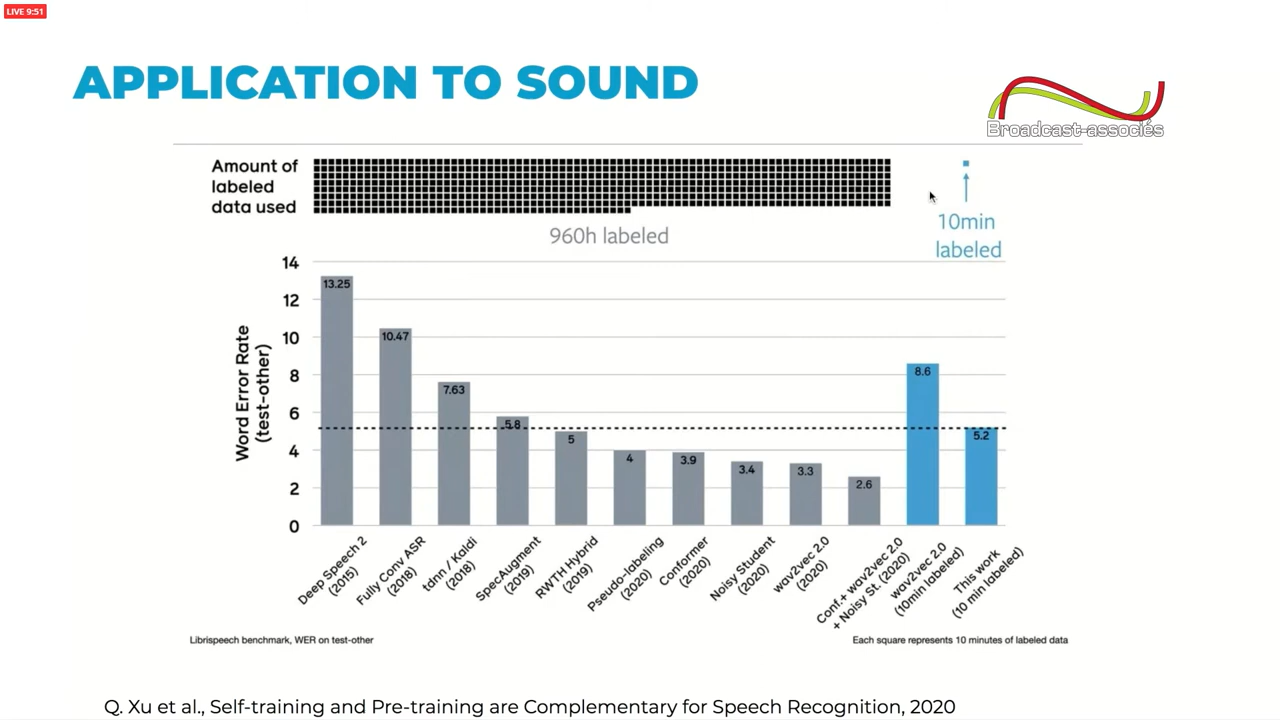 LIVE 9:51
APPLICATION TO SOUND
Broadcast-associés
Amount of
labeled
data used
960h labeled
10min
labeled
14
12
10
8
6
4
2
0
Word Error Rate
(test-other)
13.25
10.47
7.63
5.8
5
4
3.9
3.4
3.3
2.6
8.6
5.2
Deep Speech 2
(2015)
Fully Conv ASR
(2018)
tdnn / Kaldi
(2018)
SpecAugment
(2019)
RWTH Hybrid
(2019)
Pseudo-labeling
(2020)
Conformer
(2020)
Noisy Student
(2020)
wav2vec 2.0
(2020)
Conf.+ wav2vec 2.0
+ Noisy St. (2020)
wav2vec 2.0
(10min labeled)
This work
(10 min labeled)
Librispeech benchmark, WER on test-other
Each square represents 10 minutes of labeled data
Q. Xu et al., Self-training and Pre-training are Complementary for Speech Recognition, 2020